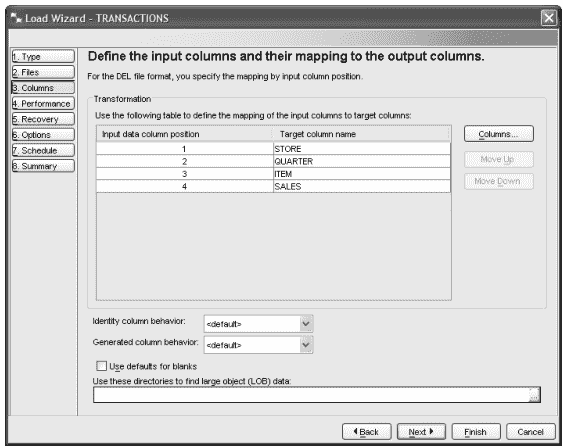 Load Wizard - TRANSACTIONS
1. Type
2. Files
3. Columns
4. Performance
5. Recovery
6. Options
7. Schedule
8. Summary
Define the input columns and their mapping to the output columns.
For the DEL file format, you specify the mapping by input column position.
Transformation
Use the following table to define the mapping of the input columns to target columns:
Input data column position Target column name
1 STORE
2 QUARTER
3 ITEM
4 SALES
Columns...
Move Up
Move Down
Identity column behavior: <default>
Generated column behavior: <default>
Use defaults for blanks
Use these directories to find large object (LOB) data:
...
Back Next Finish Cancel